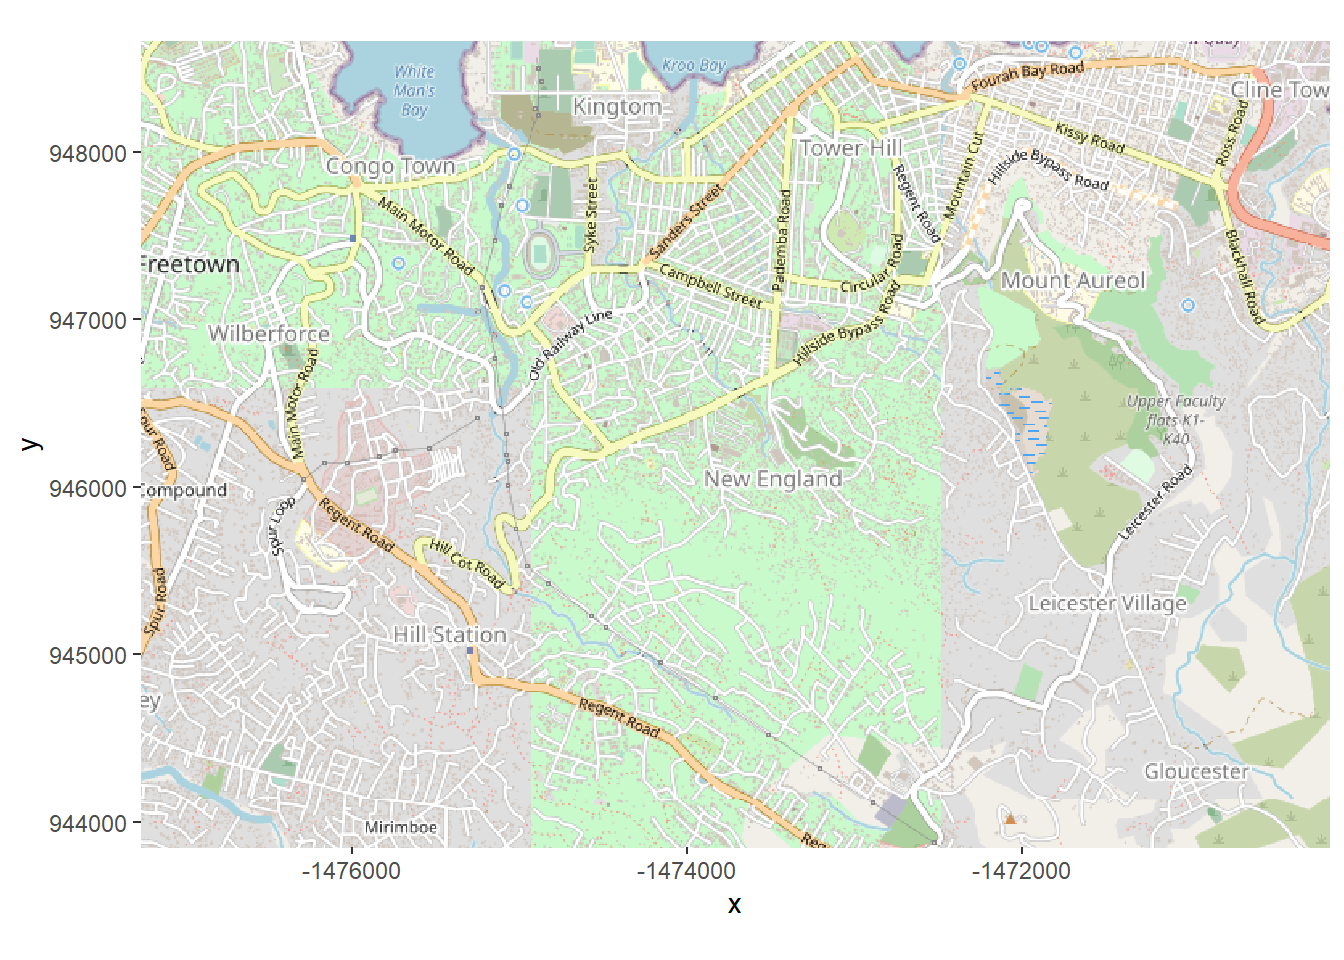 White
Man's
Bay
Kroo Bay
Fourah Bay Road
Kingtom
Cline Tow
Congo Town
Tower Hill
Kissy Road
Ross Road
Mountain Cut
Hillside Bypass Road
Regent Road
Main Motor Road
Syke Street
Sanders Street
Pademba Road
Circular Road
Blackhall Road
Freetown
Campbell Street
Mount Aureol
Wilberforce
Old Railway Line
Hillside Bypass Road
Main Motor Road
Upper Faculty
flats K1-
K40
New England
Compound
Spur Loop
Regent Road
Hill Cot Road
Leicester Road
Spur Road
Leicester Village
Hill Station
ey
Regent Road
Gloucester
Mirimboe
948000
947000
946000
945000
944000
-1476000
-1474000
-1472000
x
y